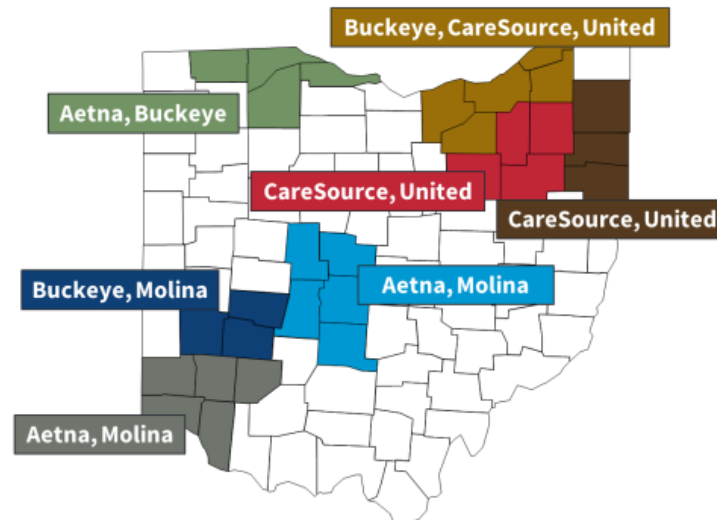 Buckeye, CareSource, United
Aetna, Buckeye
CareSource, United
CareSource, United
Buckeye, Molina
Aetna, Molina
Aetna, Molina